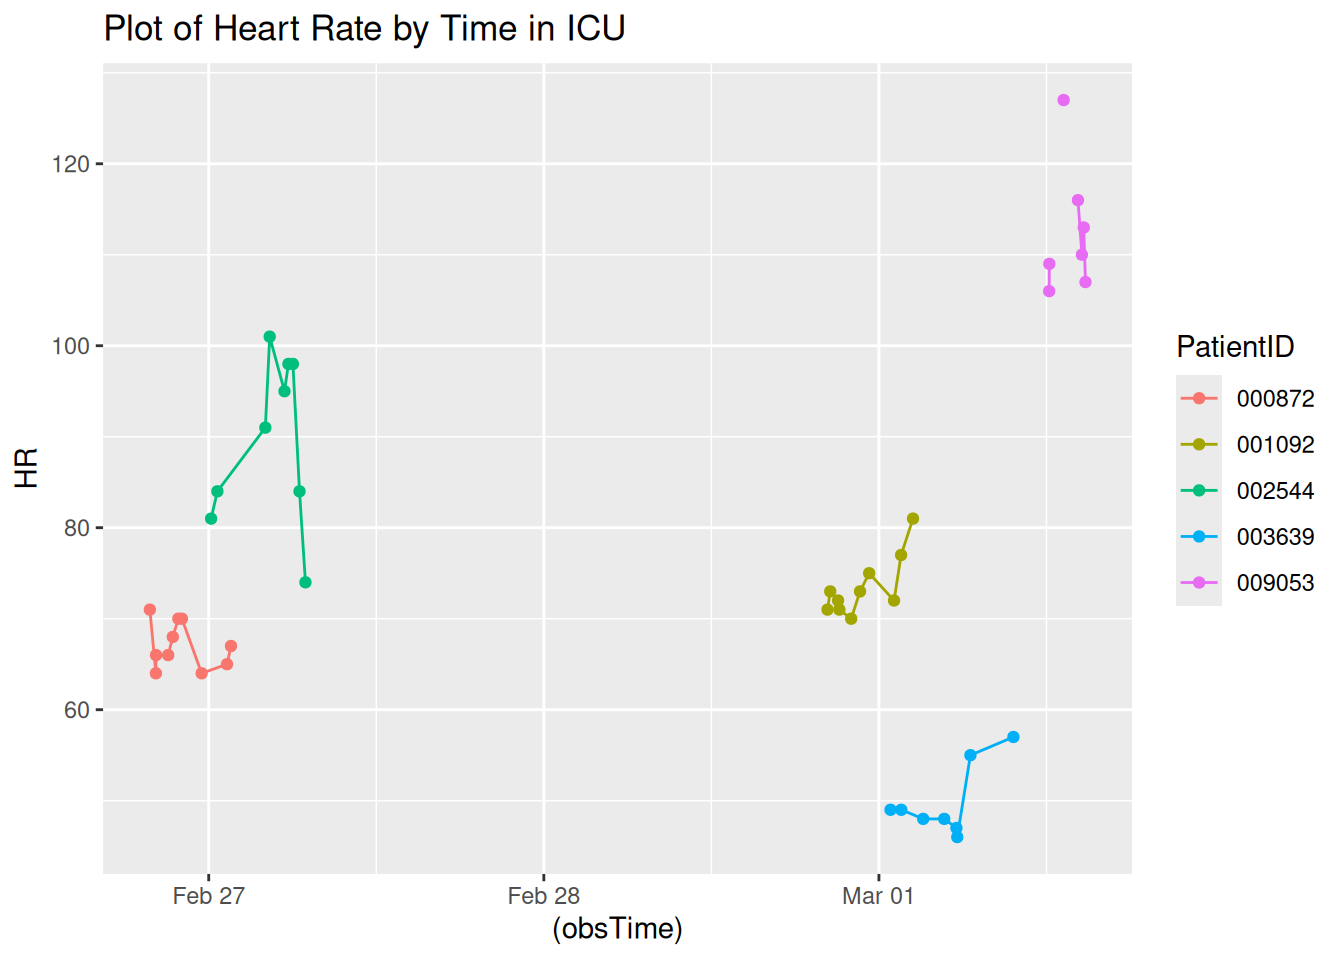 Plot of Heart Rate by Time in ICU
120
100
80
60
HR
Feb 27
Feb 28
Mar 01
(obsTime)
PatientID
000872
001092
002544
003639
009053